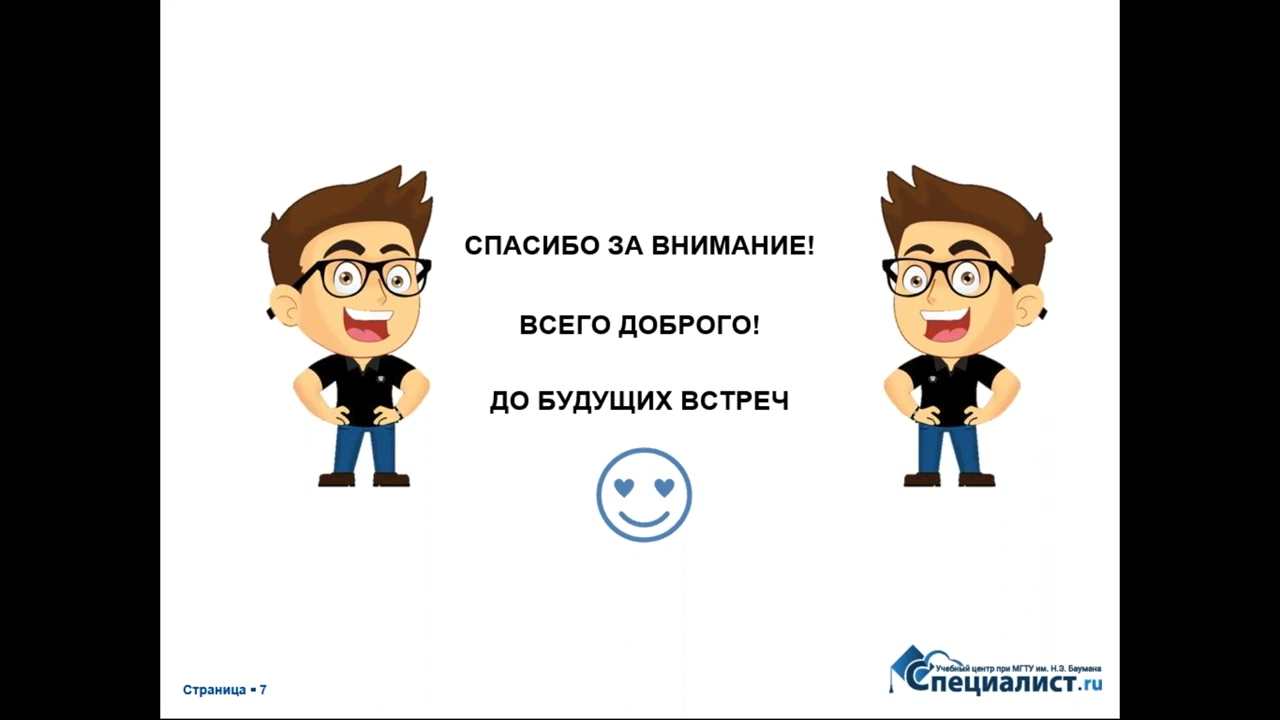 СПАСИБО ЗА ВНИМАНИЕ!
ВСЕГО ДОБРОГО!
ДО БУДУЩИХ ВСТРЕЧ
Страница ▪ 7
Учебный центр при МГТУ им. Н.Э. Баумана
Специалист.ru